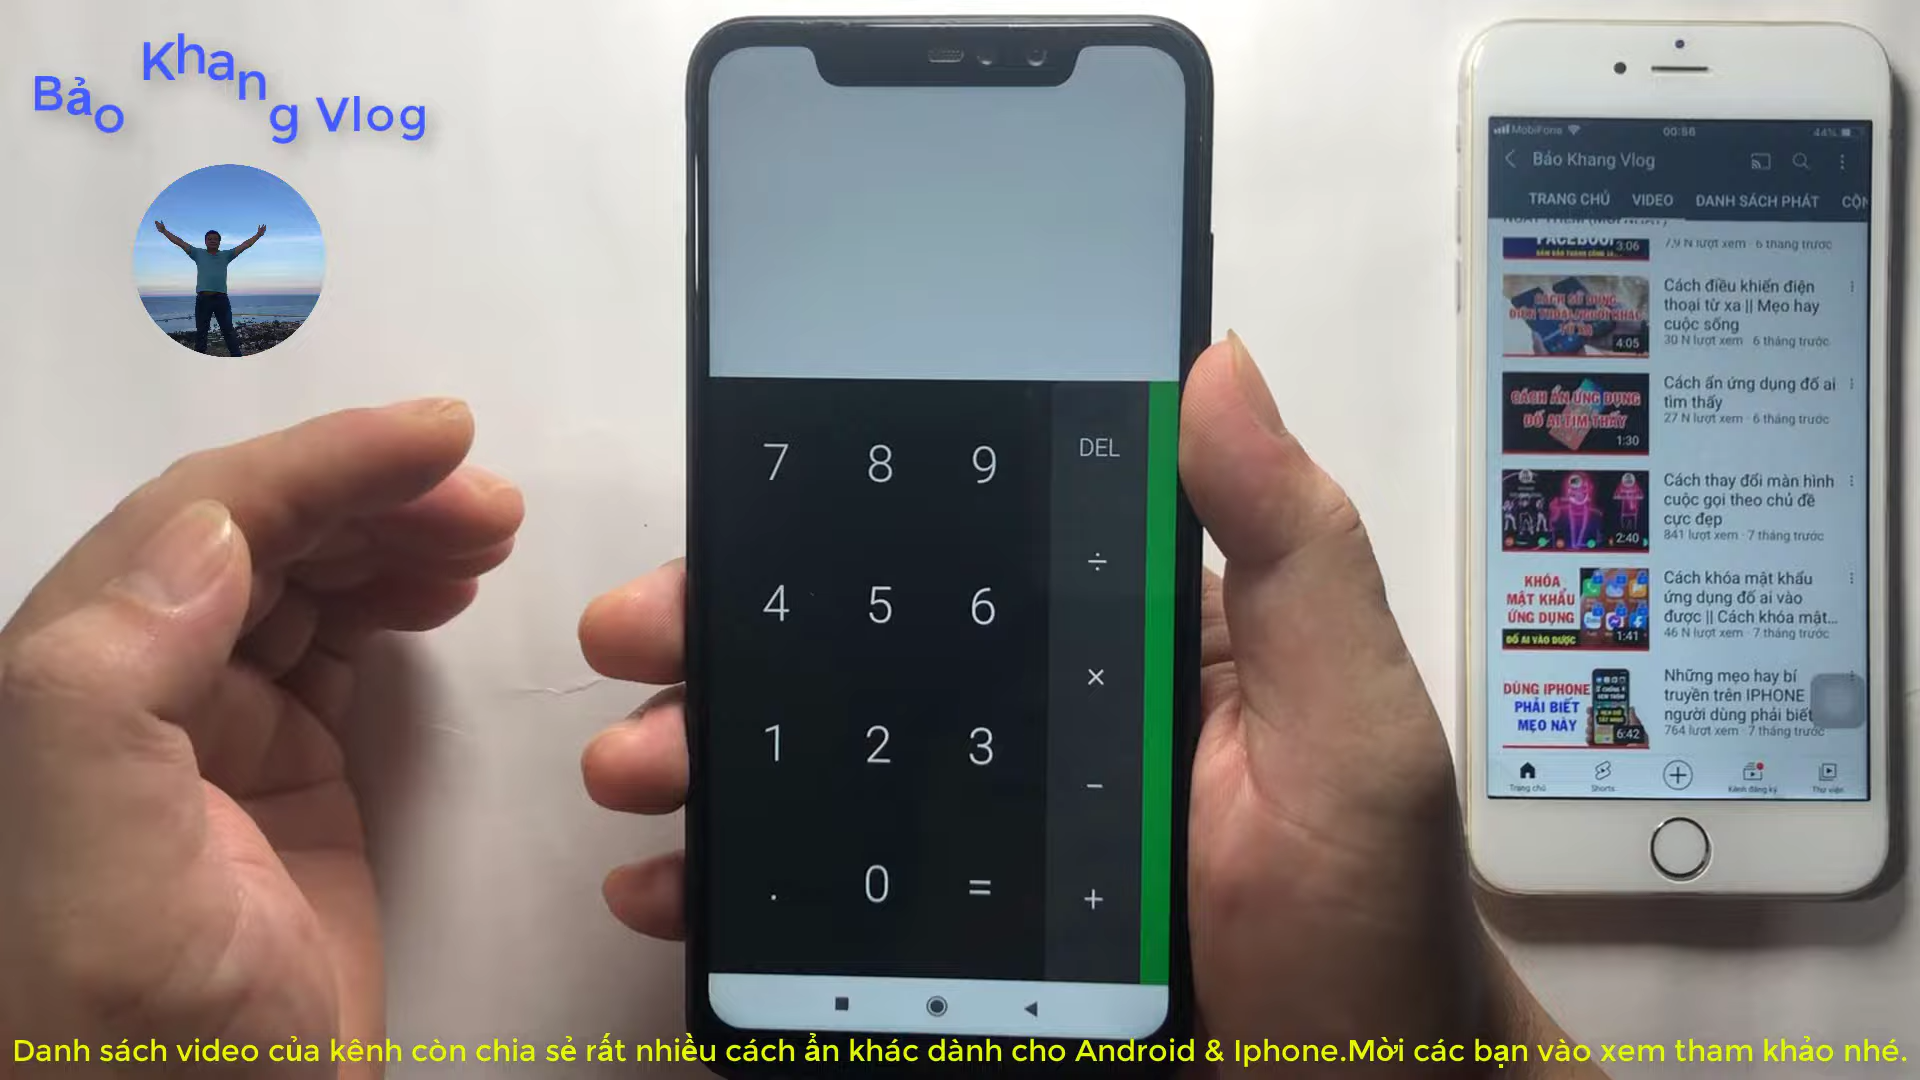 Bảo Khang Vlog
7 8 9 DEL
÷
4 5 6
×
1 2 3
−
. 0 = +
MobiFone 00:56 44%
Bảo Khang Vlog
TRANG CHỦ VIDEO DANH SÁCH PHÁT CỘN
FACEBOOK 3:06
7,9 N lượt xem · 6 tháng trước
CÁCH SỬ DỤNG
ĐIỆN THOẠI NGƯỜI KHÁC
TỪ XA
4:05
Cách điều khiển điện
thoại từ xa || Mẹo hay
cuộc sống
30 N lượt xem · 6 tháng trước
CÁCH ẨN ỨNG DỤNG
ĐỐ AI TÌM THẤY
1:30
Cách ẩn ứng dụng đố ai
tìm thấy
27 N lượt xem · 6 tháng trước
2:40
Cách thay đổi màn hình
cuộc gọi theo chủ đề
cực đẹp
841 lượt xem · 7 tháng trước
KHÓA
MẬT KHẨU
ỨNG DỤNG
ĐỐ AI VÀO ĐƯỢC
1:41
Cách khóa mật khẩu
ứng dụng đố ai vào
được || Cách khóa mật...
46 N lượt xem · 7 tháng trước
DÙNG IPHONE
PHẢI BIẾT
MẸO NÀY
6:42
Những mẹo hay bí
truyền trên IPHONE
người dùng phải biết
764 lượt xem · 7 tháng trước
Trang chủ Shorts Kênh đăng ký Thư viện
Danh sách video của kênh còn chia sẻ rất nhiều cách ẩn khác dành cho Android & Iphone.Mời các bạn vào xem tham khảo nhé.